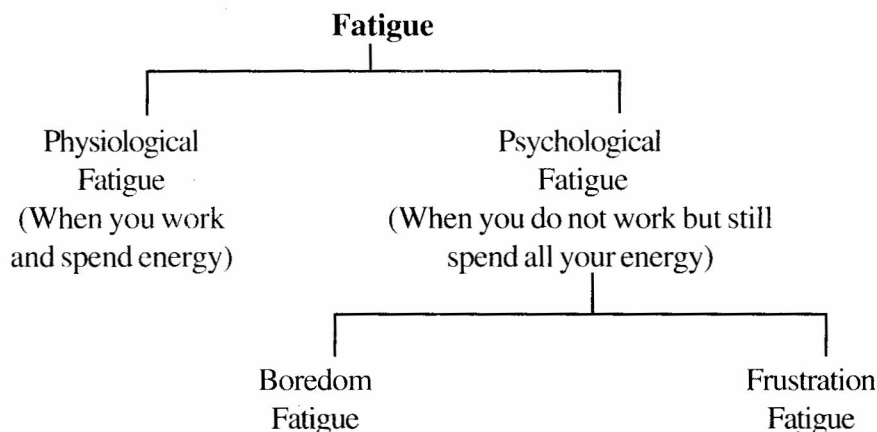 Fatigue
Physiological
Fatigue
(When you work
and spend energy)
Psychological
Fatigue
(When you do not work but still
spend all your energy)
Boredom
Fatigue
Frustration
Fatigue